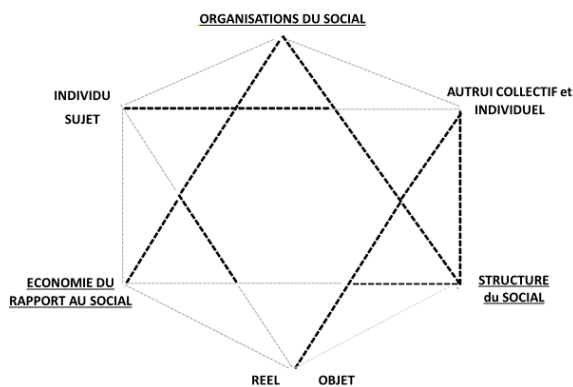 ORGANISATIONS DU SOCIAL
INDIVIDU
SUJET
AUTRUI COLLECTIF et
INDIVIDUEL
ECONOMIE DU
RAPPORT AU SOCIAL
STRUCTURE
du SOCIAL
REEL OBJET